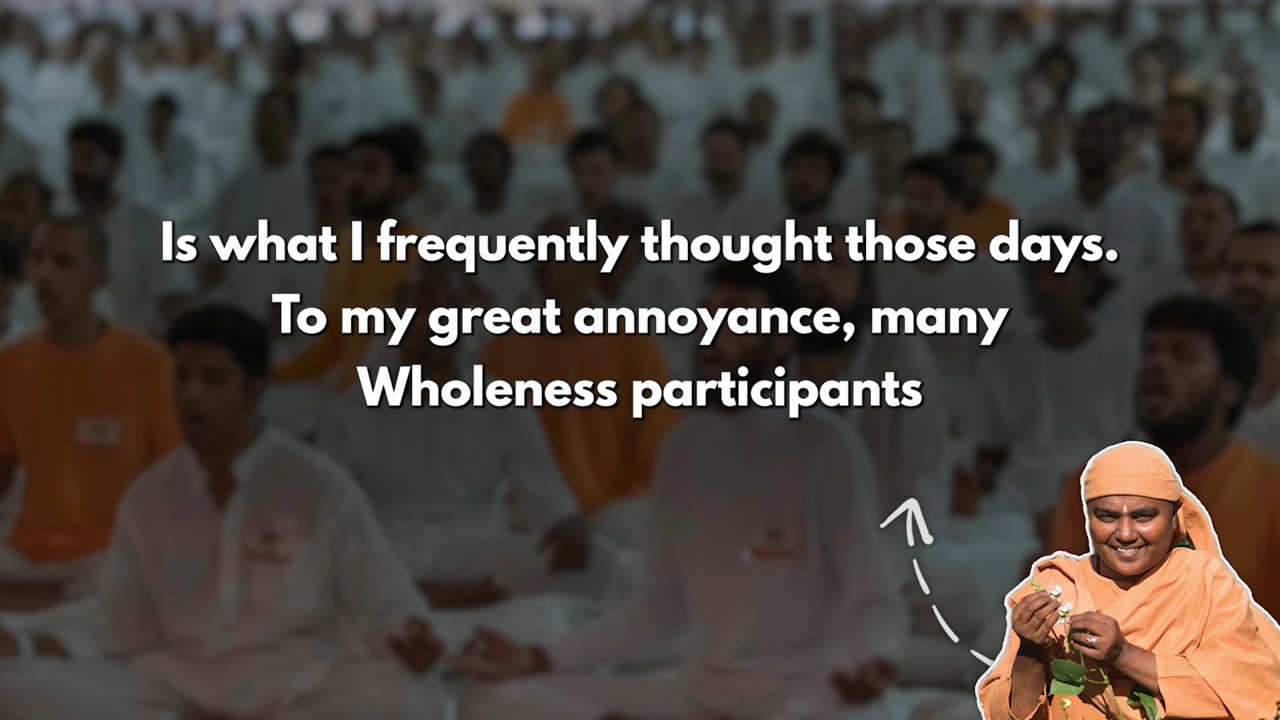 Is what I frequently thought those days.
To my great annoyance, many
Wholeness participants